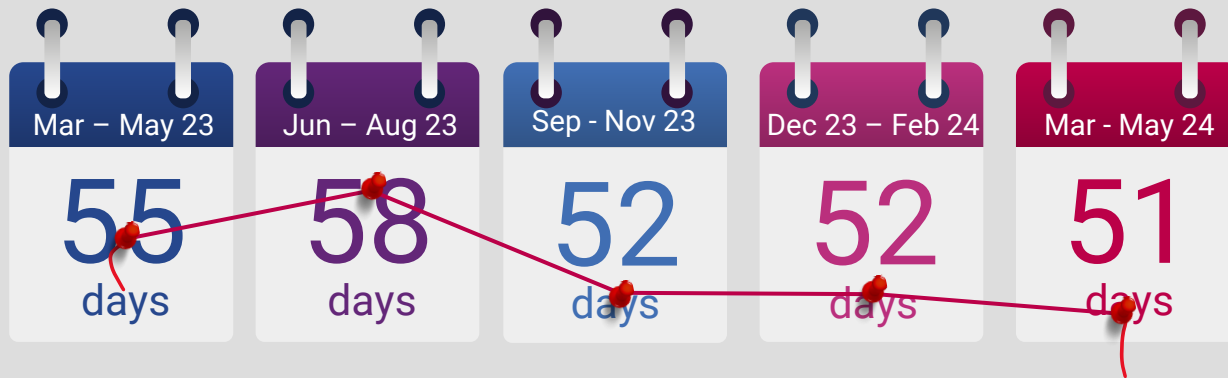 Mar – May 23
55
days
Jun – Aug 23
58
days
Sep - Nov 23
52
days
Dec 23 – Feb 24
52
days
Mar - May 24
51
days